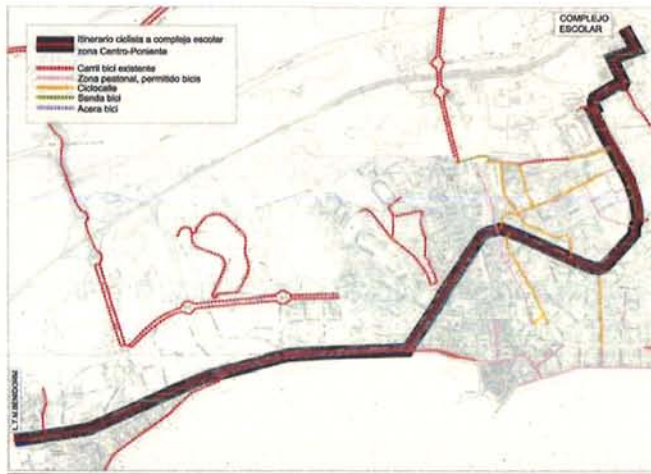 COMPLEJO
ESCOLAR
Itinerario ciclista a complejo escolar
zona Centro-Poniente
Carril bici existente
Zona peatonal, permitido bicis
Ciclocalle
Senda bici
Acera bici
L.T.M.BENIDORM